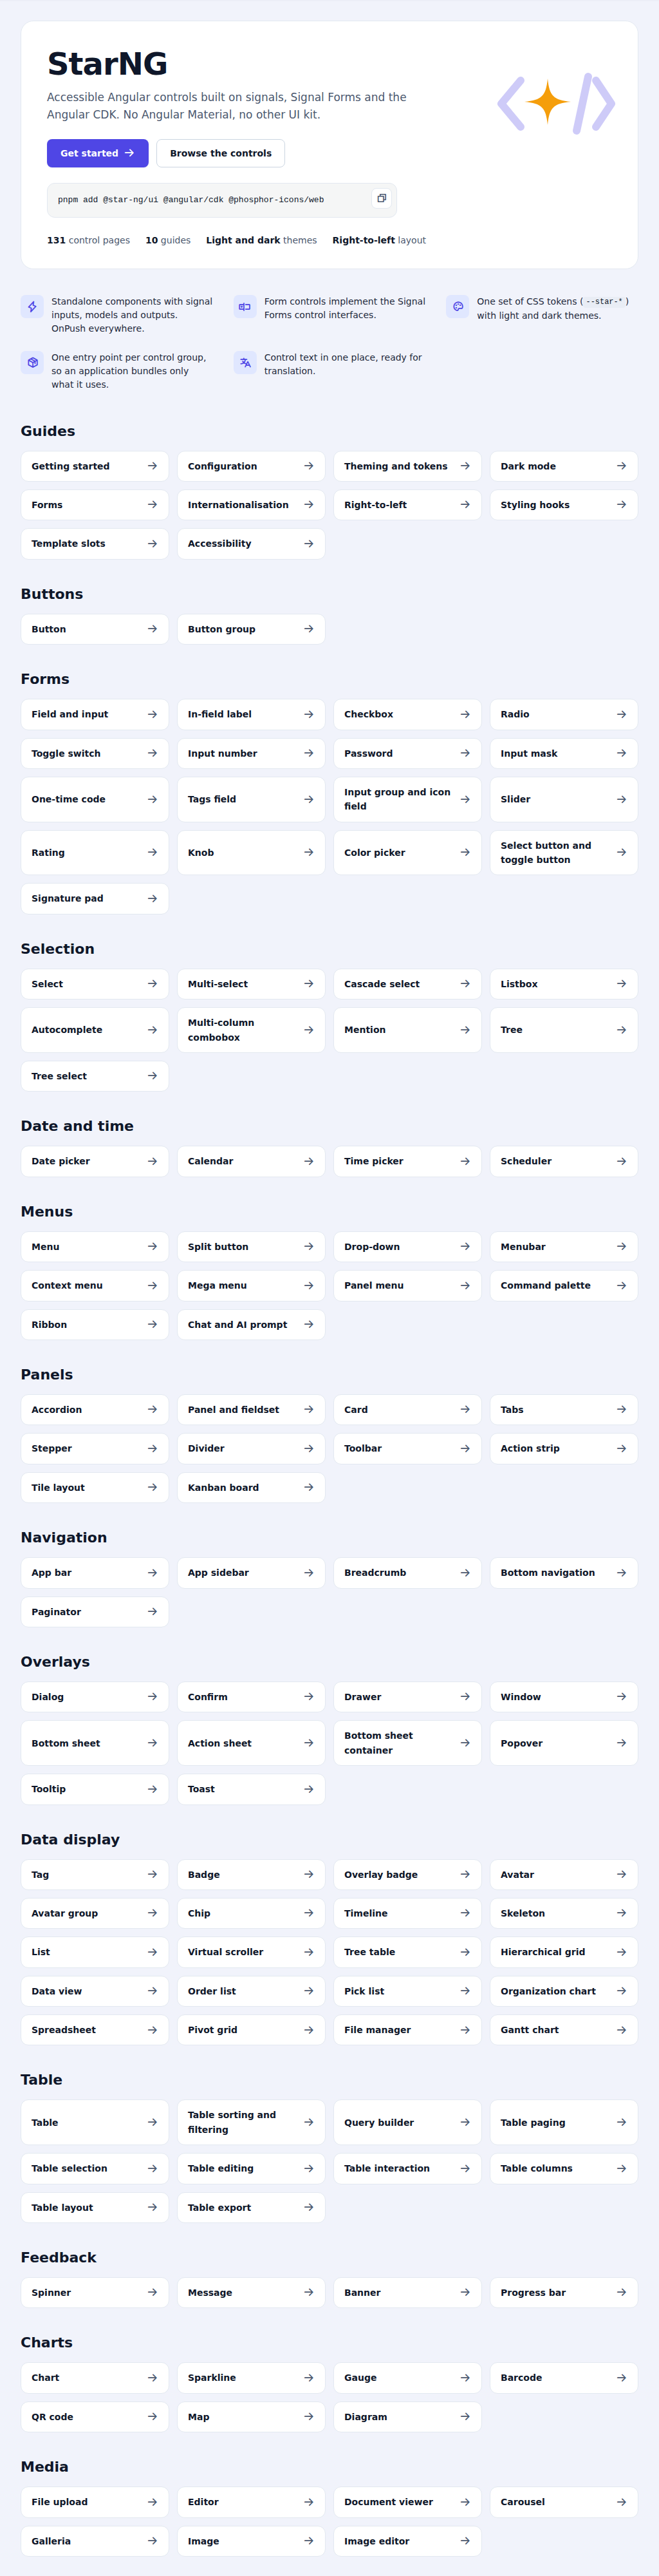 StarNG
Accessible Angular controls built on signals, Signal Forms and the
Angular CDK. No Angular Material, no other UI kit.
Get started
Browse the controls
pnpm add @star-ng/ui @angular/cdk @phosphor-icons/web
131 control pages 10 guides Light and dark themes Right-to-left layout
Standalone components with signal
inputs, models and outputs.
OnPush everywhere.
Form controls implement the Signal
Forms control interfaces.
One set of CSS tokens ( --star-* )
with light and dark themes.
One entry point per control group,
so an application bundles only
what it uses.
Control text in one place, ready for
translation.
Guides
Getting started
Configuration
Theming and tokens
Dark mode
Forms
Internationalisation
Right-to-left
Styling hooks
Template slots
Accessibility
Buttons
Button
Button group
Forms
Field and input
In-field label
Checkbox
Radio
Toggle switch
Input number
Password
Input mask
One-time code
Tags field
Input group and icon
field
Slider
Rating
Knob
Color picker
Select button and
toggle button
Signature pad
Selection
Select
Multi-select
Cascade select
Listbox
Autocomplete
Multi-column
combobox
Mention
Tree
Tree select
Date and time
Date picker
Calendar
Time picker
Scheduler
Menus
Menu
Split button
Drop-down
Menubar
Context menu
Mega menu
Panel menu
Command palette
Ribbon
Chat and AI prompt
Panels
Accordion
Panel and fieldset
Card
Tabs
Stepper
Divider
Toolbar
Action strip
Tile layout
Kanban board
Navigation
App bar
App sidebar
Breadcrumb
Bottom navigation
Paginator
Overlays
Dialog
Confirm
Drawer
Window
Bottom sheet
Action sheet
Bottom sheet
container
Popover
Tooltip
Toast
Data display
Tag
Badge
Overlay badge
Avatar
Avatar group
Chip
Timeline
Skeleton
List
Virtual scroller
Tree table
Hierarchical grid
Data view
Order list
Pick list
Organization chart
Spreadsheet
Pivot grid
File manager
Gantt chart
Table
Table
Table sorting and
filtering
Query builder
Table paging
Table selection
Table editing
Table interaction
Table columns
Table layout
Table export
Feedback
Spinner
Message
Banner
Progress bar
Charts
Chart
Sparkline
Gauge
Barcode
QR code
Map
Diagram
Media
File upload
Editor
Document viewer
Carousel
Galleria
Image
Image editor